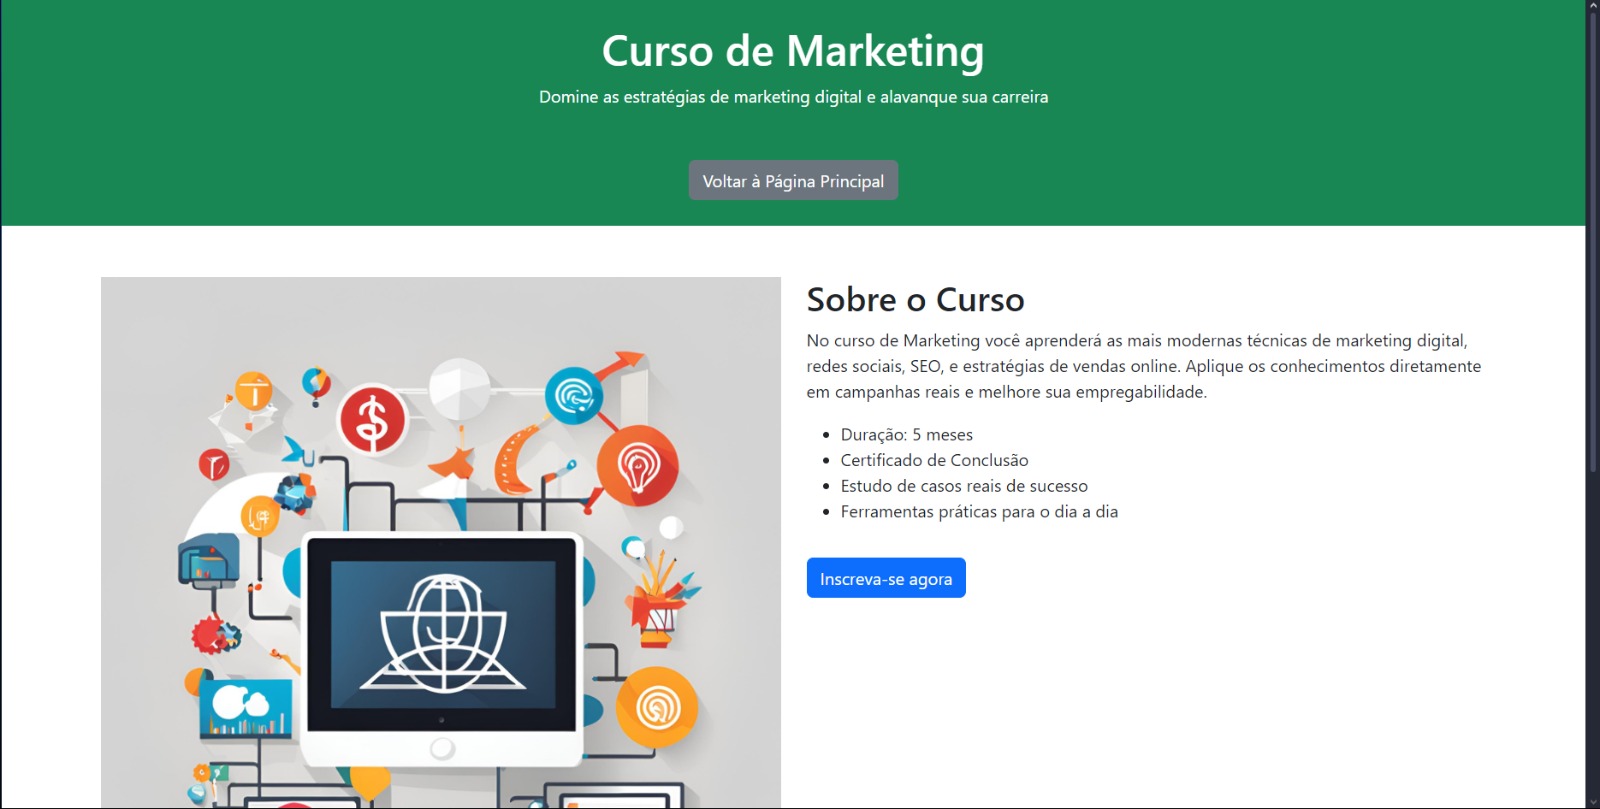 Curso de Marketing
Domine as estratégias de marketing digital e alavanque sua carreira
Voltar à Página Principal
Sobre o Curso
No curso de Marketing você aprenderá as mais modernas técnicas de marketing digital,
redes sociais, SEO, e estratégias de vendas online. Aplique os conhecimentos diretamente
em campanhas reais e melhore sua empregabilidade.
Duração: 5 meses
Certificado de Conclusão
Estudo de casos reais de sucesso
Ferramentas práticas para o dia a dia
Inscreva-se agora